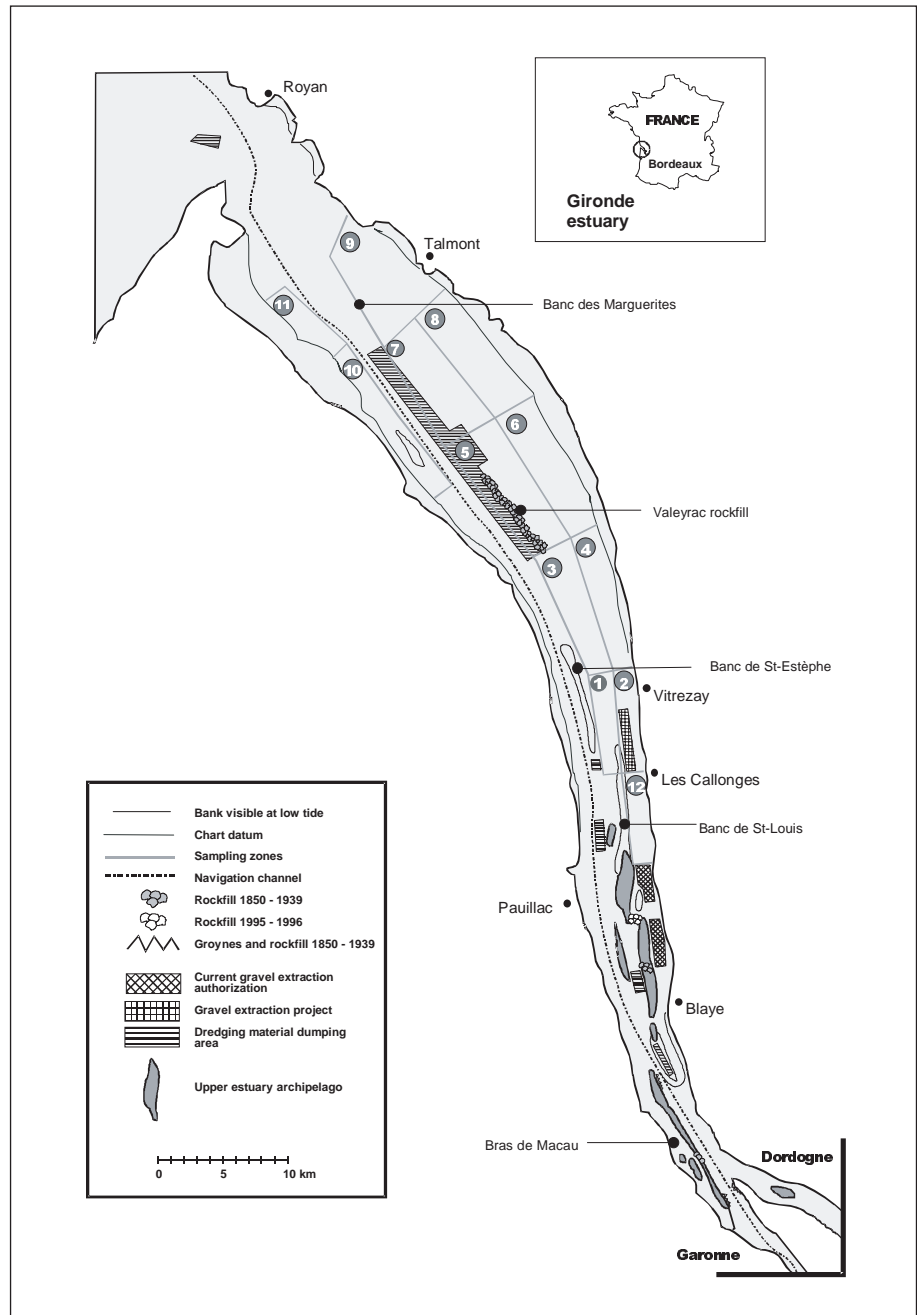 Royan
FRANCE
Bordeaux
Gironde
estuary
9
Talmont
11
Banc des Marguerites
8
7
10
6
5
Valeyrac rockfill
4
3
Banc de St-Estèphe
1
2
Vitrezay
Les Callonges
12
Banc de St-Louis
Pauillac
Blaye
Bras de Macau
Dordogne
Garonne
Bank visible at low tide
Chart datum
Sampling zones
Navigation channel
Rockfill 1850 - 1939
Rockfill 1995 - 1996
Groynes and rockfill 1850 - 1939
Current gravel extraction
authorization
Gravel extraction project
Dredging material dumping
area
Upper estuary archipelago
0 5 10 km